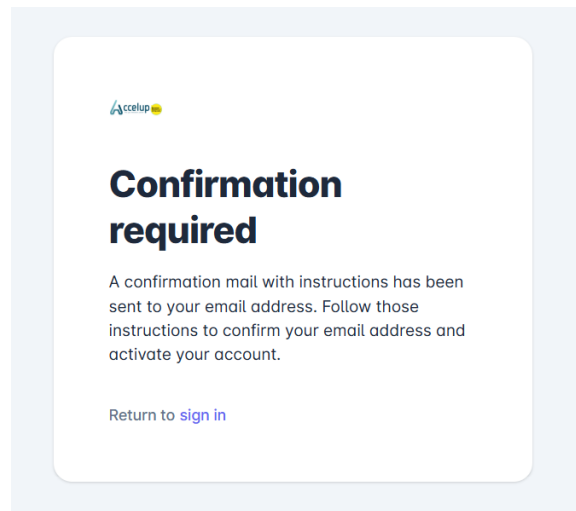 Accelup
Confirmation
required
A confirmation mail with instructions has been
sent to your email address. Follow those
instructions to confirm your email address and
activate your account.
Return to sign in